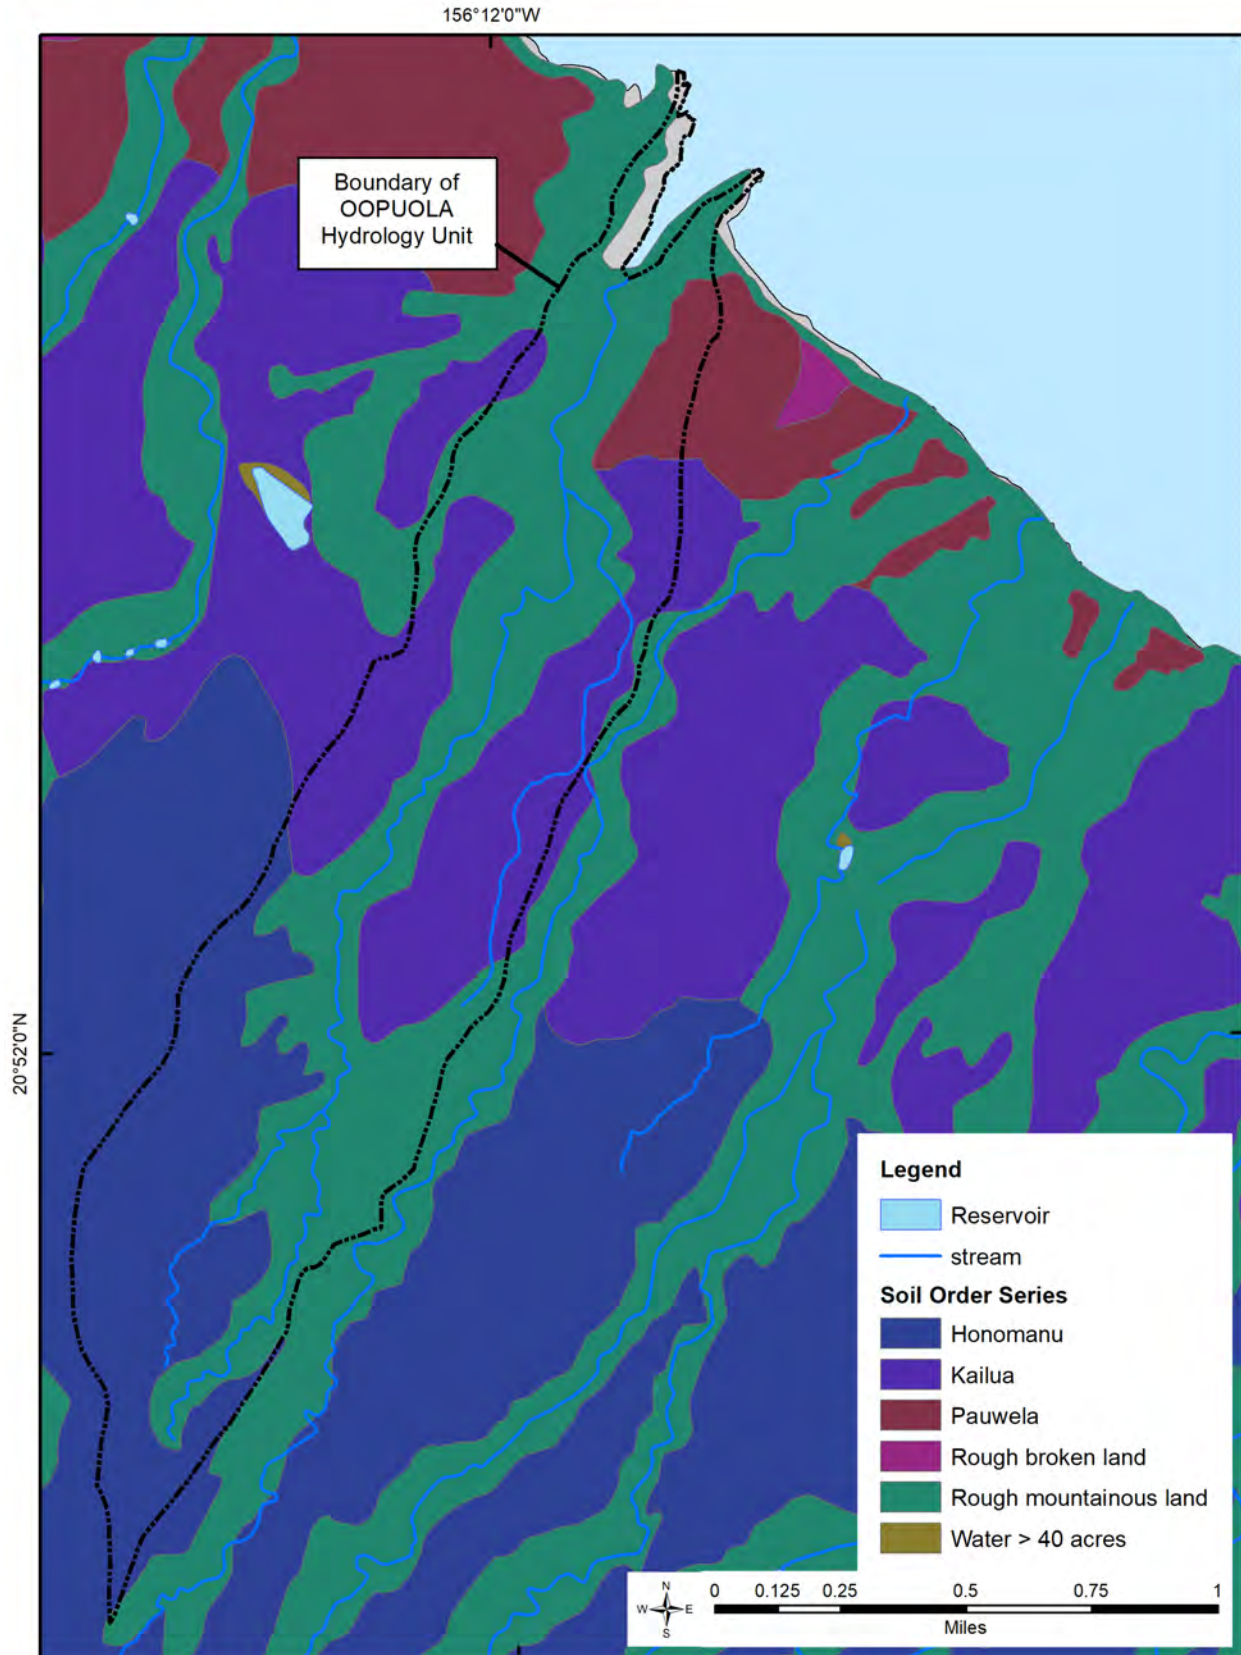 156°12'0"W
Boundary of
OOPUOLA
Hydrology Unit
20°52'0"N
Legend
Reservoir
stream
Soil Order Series
Honomanu
Kailua
Pauwela
Rough broken land
Rough mountainous land
Water > 40 acres
N
W E
S
0 0.125 0.25 0.5 0.75 1
Miles